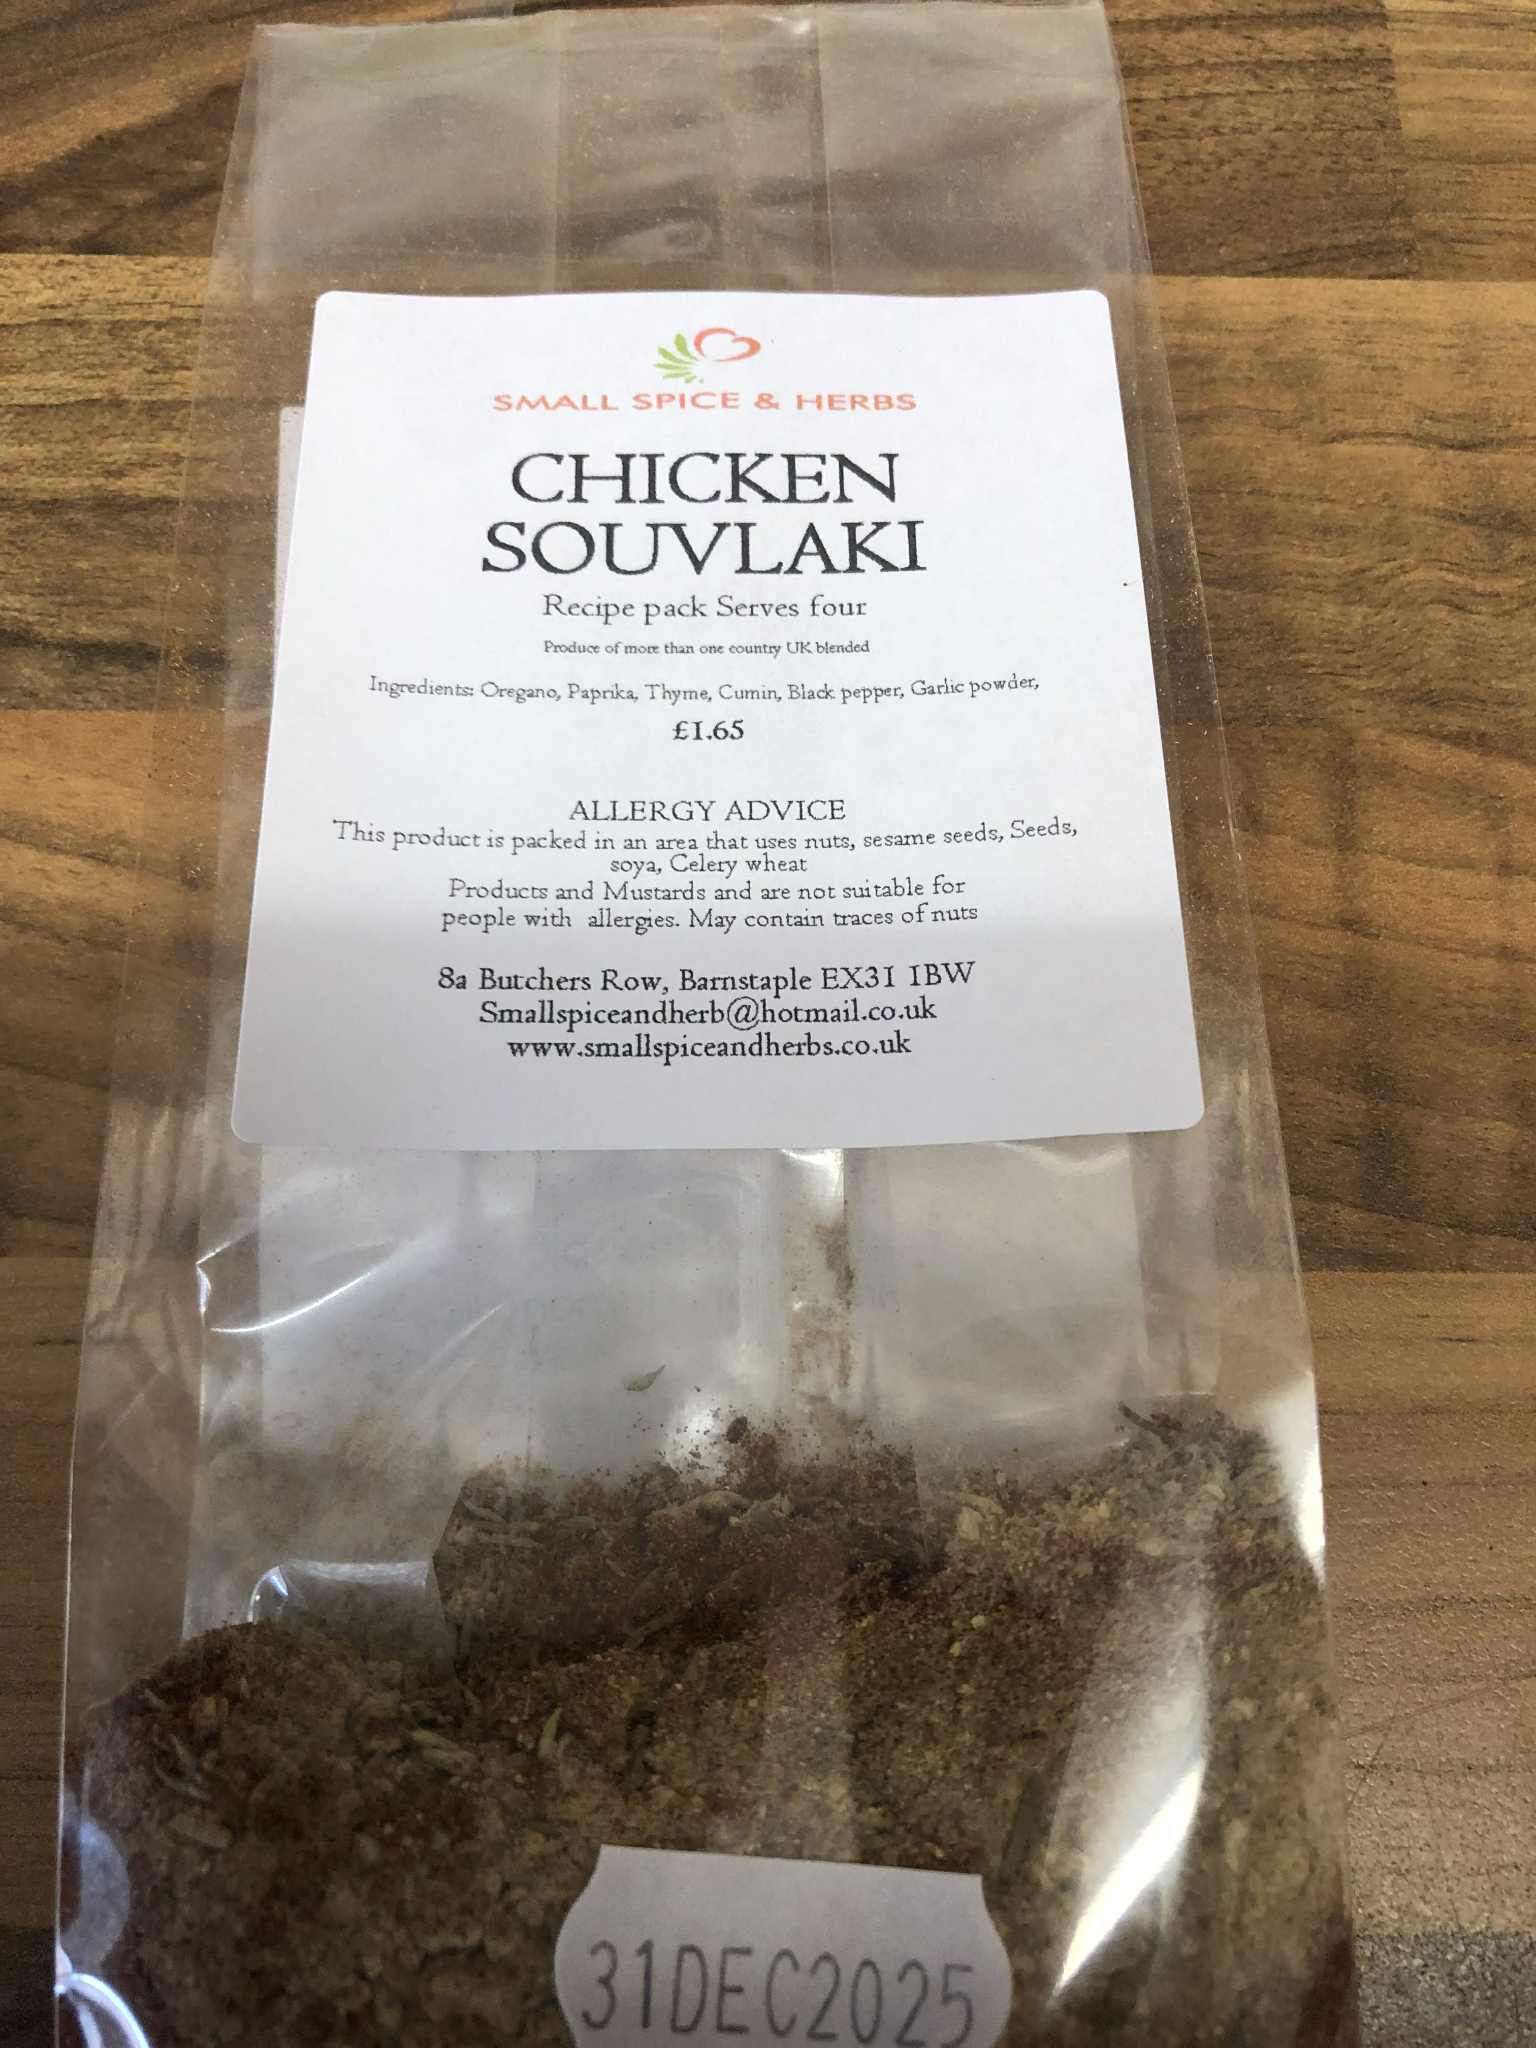 SMALL SPICE & HERBS
CHICKEN
SOUVLAKI
Recipe pack Serves four
Produce of more than one country UK blended
Ingredients: Oregano, Paprika, Thyme, Cumin, Black pepper, Garlic powder,
£1.65
ALLERGY ADVICE
This product is packed in an area that uses nuts, sesame seeds, Seeds,
soya, Celery wheat
Products and Mustards and are not suitable for
people with allergies. May contain traces of nuts
8a Butchers Row, Barnstaple EX31 1BW
Smallspiceandherb@hotmail.co.uk
www.smallspiceandherbs.co.uk
31DEC2025